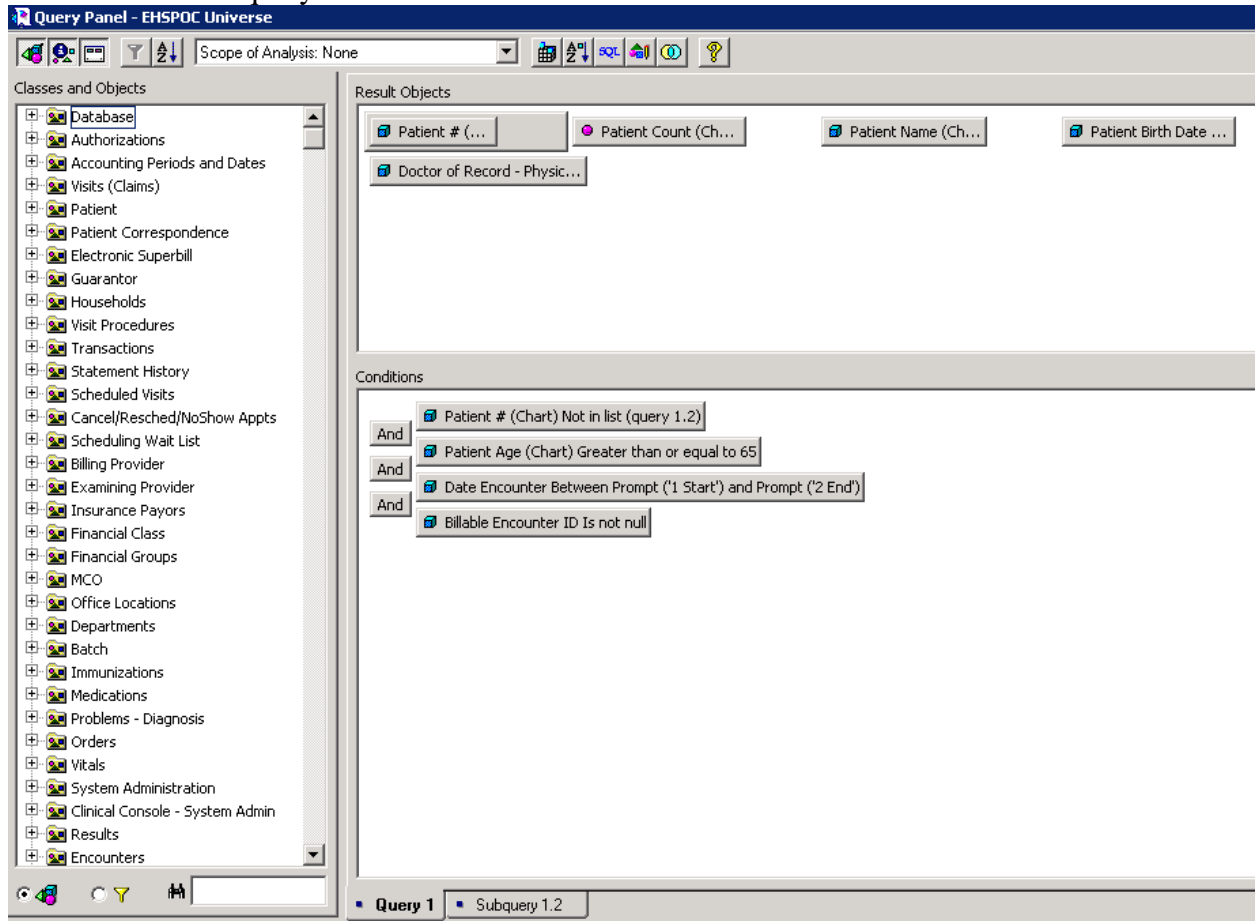 Query Panel - EHSPOC Universe
Scope of Analysis: None
SQL
Classes and Objects
Database
Authorizations
Accounting Periods and Dates
Visits (Claims)
Patient
Patient Correspondence
Electronic Superbill
Guarantor
Households
Visit Procedures
Transactions
Statement History
Scheduled Visits
Cancel/Resched/NoShow Appts
Scheduling Wait List
Billing Provider
Examining Provider
Insurance Payors
Financial Class
Financial Groups
MCO
Office Locations
Departments
Batch
Immunizations
Medications
Problems - Diagnosis
Orders
Vitals
System Administration
Clinical Console - System Admin
Results
Encounters
Result Objects
Patient # (... Patient Count (Ch... Patient Name (Ch... Patient Birth Date ...
Doctor of Record - Physic...
Conditions
Patient # (Chart) Not in list (query 1.2)
And
Patient Age (Chart) Greater than or equal to 65
And
Date Encounter Between Prompt ('1 Start') and Prompt ('2 End')
And
Billable Encounter ID Is not null
Query 1 Subquery 1.2